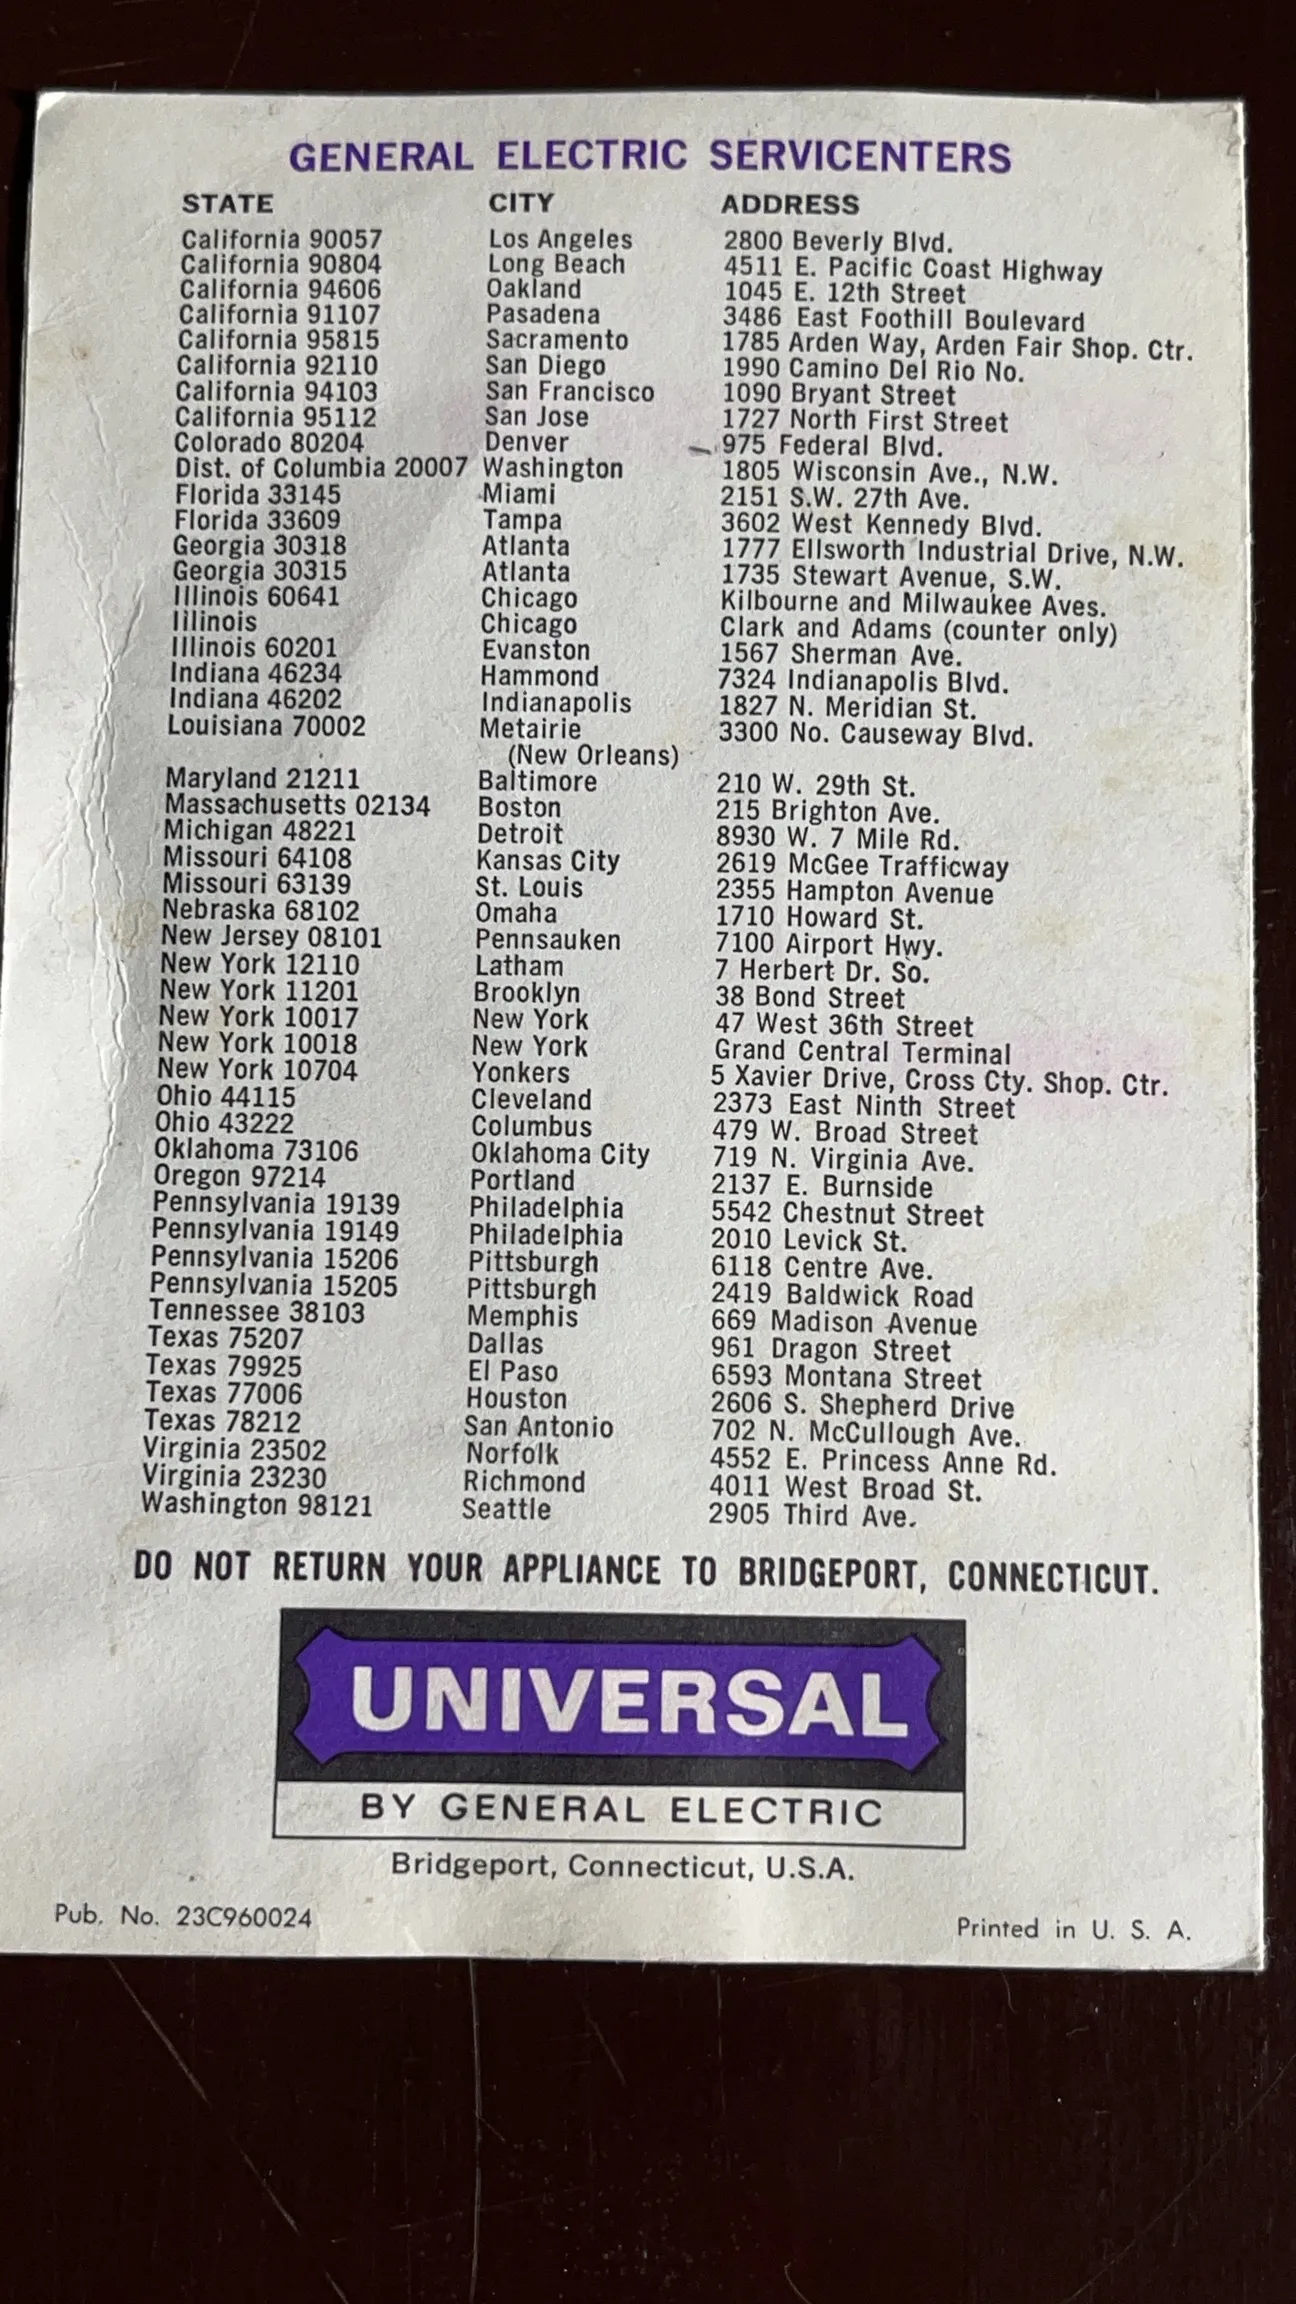 GENERAL ELECTRIC SERVICENTERS
STATE CITY ADDRESS
California 90057 Los Angeles 2800 Beverly Blvd.
California 90804 Long Beach 4511 E. Pacific Coast Highway
California 94606 Oakland 1045 E. 12th Street
California 91107 Pasadena 3486 East Foothill Boulevard
California 95815 Sacramento 1785 Arden Way, Arden Fair Shop. Ctr.
California 92110 San Diego 1990 Camino Del Rio No.
California 94103 San Francisco 1090 Bryant Street
California 95112 San Jose 1727 North First Street
Colorado 80204 Denver 975 Federal Blvd.
Dist. of Columbia 20007 Washington 1805 Wisconsin Ave., N.W.
Florida 33145 Miami 2151 S.W. 27th Ave.
Florida 33609 Tampa 3602 West Kennedy Blvd.
Georgia 30318 Atlanta 1777 Ellsworth Industrial Drive, N.W.
Georgia 30315 Atlanta 1735 Stewart Avenue, S.W.
Illinois 60641 Chicago Kilbourne and Milwaukee Aves.
Illinois Chicago Clark and Adams (counter only)
Illinois 60201 Evanston 1567 Sherman Ave.
Indiana 46234 Hammond 7324 Indianapolis Blvd.
Indiana 46202 Indianapolis 1827 N. Meridian St.
Louisiana 70002 Metairie 3300 No. Causeway Blvd.
(New Orleans)
Maryland 21211 Baltimore 210 W. 29th St.
Massachusetts 02134 Boston 215 Brighton Ave.
Michigan 48221 Detroit 8930 W. 7 Mile Rd.
Missouri 64108 Kansas City 2619 McGee Trafficway
Missouri 63139 St. Louis 2355 Hampton Avenue
Nebraska 68102 Omaha 1710 Howard St.
New Jersey 08101 Pennsauken 7100 Airport Hwy.
New York 12110 Latham 7 Herbert Dr. So.
New York 11201 Brooklyn 38 Bond Street
New York 10017 New York 47 West 36th Street
New York 10018 New York Grand Central Terminal
New York 10704 Yonkers 5 Xavier Drive, Cross Cty. Shop. Ctr.
Ohio 44115 Cleveland 2373 East Ninth Street
Ohio 43222 Columbus 479 W. Broad Street
Oklahoma 73106 Oklahoma City 719 N. Virginia Ave.
Oregon 97214 Portland 2137 E. Burnside
Pennsylvania 19139 Philadelphia 5542 Chestnut Street
Pennsylvania 19149 Philadelphia 2010 Levick St.
Pennsylvania 15206 Pittsburgh 6118 Centre Ave.
Pennsylvania 15205 Pittsburgh 2419 Baldwick Road
Tennessee 38103 Memphis 669 Madison Avenue
Texas 75207 Dallas 961 Dragon Street
Texas 79925 El Paso 6593 Montana Street
Texas 77006 Houston 2606 S. Shepherd Drive
Texas 78212 San Antonio 702 N. McCullough Ave.
Virginia 23502 Norfolk 4552 E. Princess Anne Rd.
Virginia 23230 Richmond 4011 West Broad St.
Washington 98121 Seattle 2905 Third Ave.
DO NOT RETURN YOUR APPLIANCE TO BRIDGEPORT, CONNECTICUT.
UNIVERSAL
BY GENERAL ELECTRIC
Bridgeport, Connecticut, U.S.A.
Pub. No. 23C960024 Printed in U. S. A.